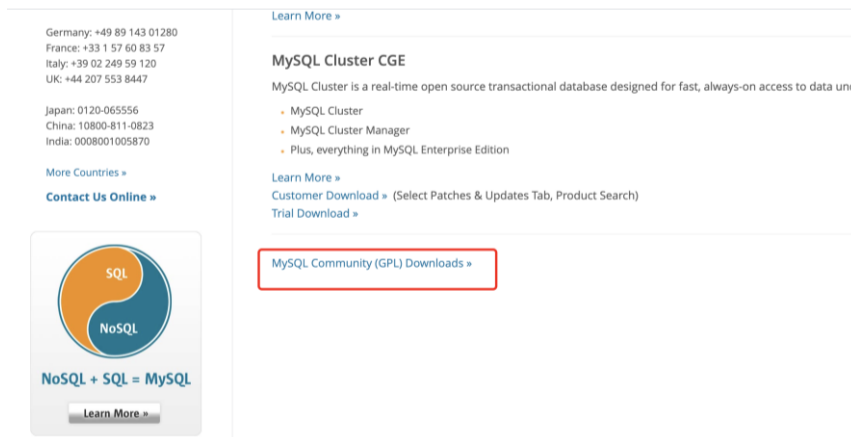 Germany: +49 89 143 01280
France: +33 1 57 60 83 57
Italy: +39 02 249 59 120
UK: +44 207 553 8447
Japan: 0120-065556
China: 10800-811-0823
India: 0008001005870
More Countries »
Contact Us Online »
SQL
NoSQL
NoSQL + SQL = MySQL
Learn More »
Learn More »
MySQL Cluster CGE
MySQL Cluster is a real-time open source transactional database designed for fast, always-on access to data
• MySQL Cluster
• MySQL Cluster Manager
• Plus, everything in MySQL Enterprise Edition
Learn More »
Customer Download » (Select Patches & Updates Tab, Product Search)
Trial Download »
MySQL Community (GPL) Downloads »